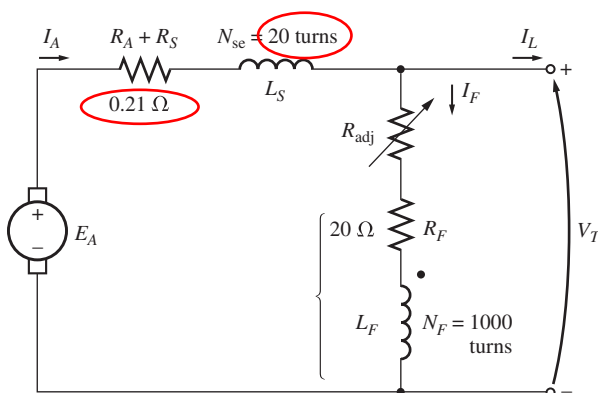 I_A
R_A + R_S
N_se = 20 turns
I_L
+
0.21 Ω
L_S
I_F
R_adj
+
−
E_A
20 Ω
R_F
V_T
L_F
N_F = 1000
turns
−